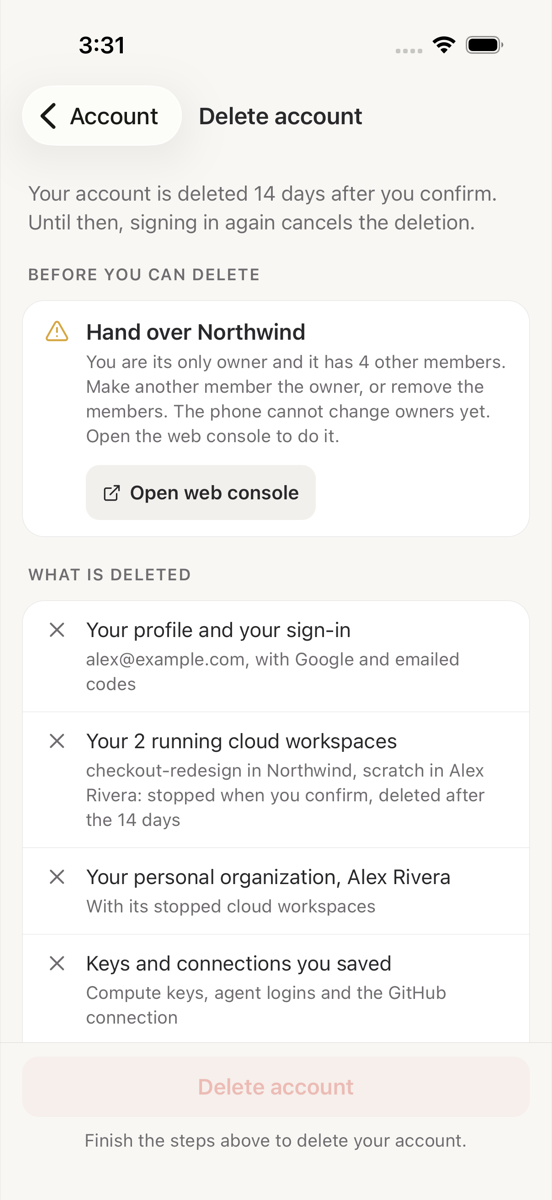 3:31
Account
Delete account
Your account is deleted 14 days after you confirm.
Until then, signing in again cancels the deletion.
BEFORE YOU CAN DELETE
Hand over Northwind
You are its only owner and it has 4 other members.
Make another member the owner, or remove the
members. The phone cannot change owners yet.
Open the web console to do it.
Open web console
WHAT IS DELETED
Your profile and your sign-in
alex@example.com, with Google and emailed
codes
Your 2 running cloud workspaces
checkout-redesign in Northwind, scratch in Alex
Rivera: stopped when you confirm, deleted after
the 14 days
Your personal organization, Alex Rivera
With its stopped cloud workspaces
Keys and connections you saved
Compute keys, agent logins and the GitHub
connection
Delete account
Finish the steps above to delete your account.